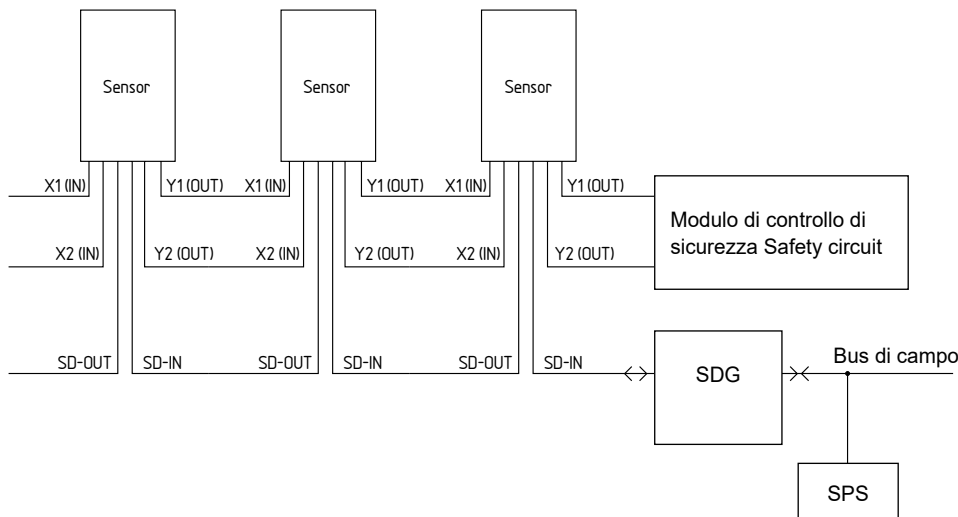 Sensor
Sensor
Sensor
X1 (IN)
Y1 (OUT)
X1 (IN)
Y1 (OUT)
X1 (IN)
Y1 (OUT)
Modulo di controllo di
sicurezza Safety circuit
X2 (IN)
Y2 (OUT)
X2 (IN)
Y2 (OUT)
X2 (IN)
Y2 (OUT)
SD-OUT
SD-IN
SD-OUT
SD-IN
SD-OUT
SD-IN
SDG
Bus di campo
SPS